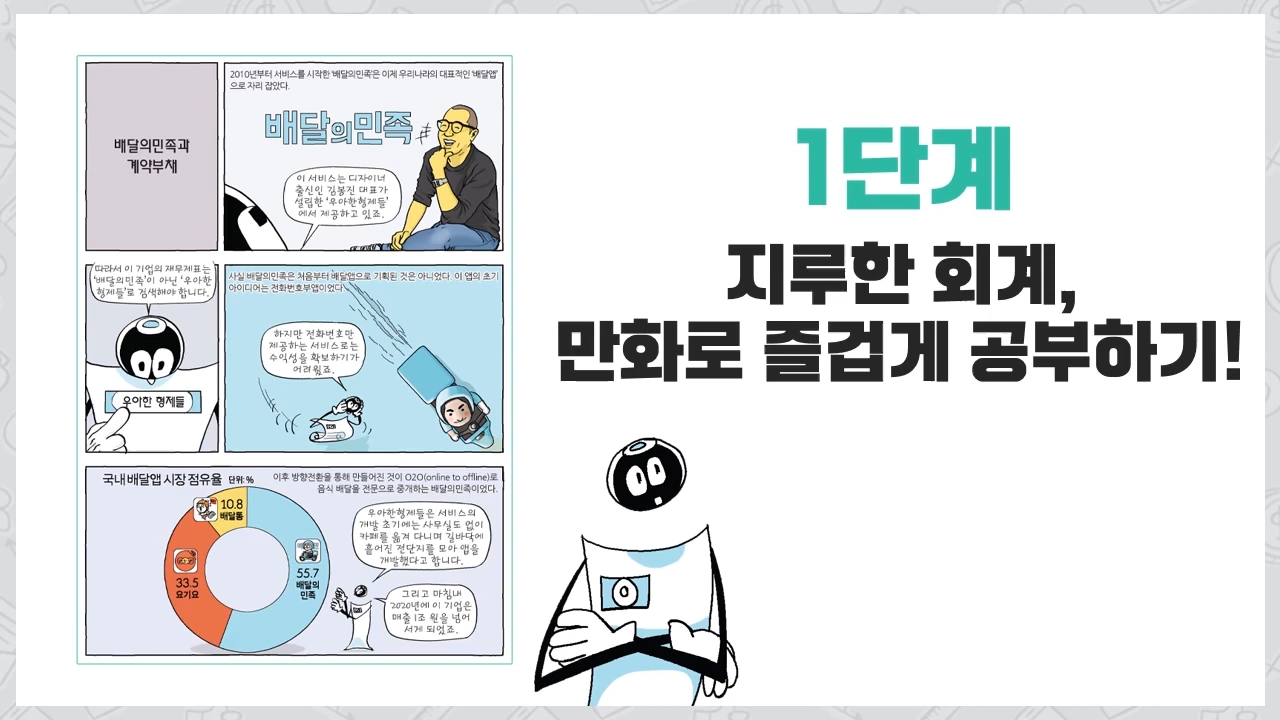 배달의민족과
계약부채
2010년부터 서비스를 시작한 '배달의민족'은 이제 우리나라의 대표적인 '배달앱'
으로 자리 잡았다.
배달의민족
이 서비스는 디자이너
출신인 김봉진 대표가
설립한 '우아한형제들'
에서 제공하고 있죠.
따라서 이 기업의 재무제표는
'배달의민족'이 아닌 '우아한
형제들'로 검색해야 합니다.
우아한 형제들
사실 배달의민족은 처음부터 배달앱으로 기획된 것은 아니었다. 이 앱의 초기
아이디어는 전화번호부앱이었다.
하지만 전화번호만
제공하는 서비스로는
수익성을 확보하기가
어려웠죠.
국내 배달앱 시장 점유율 단위: %
이후 방향전환을 통해 만들어진 것이 O2O(online to offline)로
음식 배달을 전문으로 중개하는 배달의민족이었다.
10.8
배달통
33.5
요기요
55.7
배달의
민족
우아한형제들은 서비스의
개발 초기에는 사무실도 없이
카페를 옮겨 다니며 길바닥에
흩어진 전단지를 모아 앱을
개발했다고 합니다.
그리고 마침내
2020년에 이 기업은
매출 1조 원을 넘어
서게 되었죠.
1단계
지루한 회계,
만화로 즐겁게 공부하기!